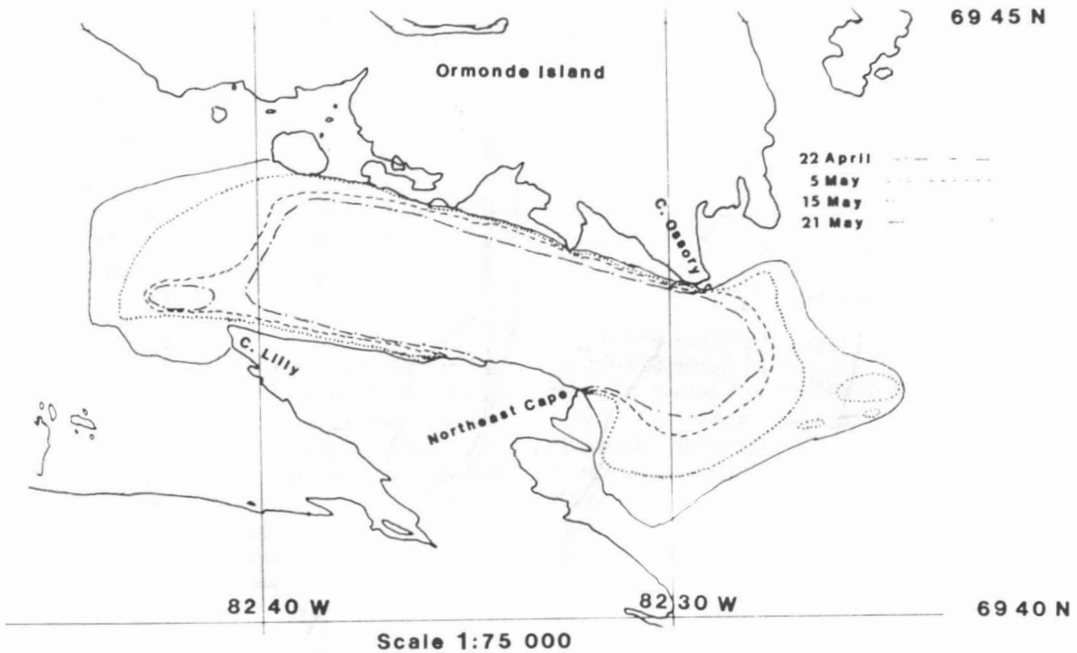 69 45 N
Ormonde Island
22 April
5 May
15 May
21 May
C. Ossory
C. Lilly
Northeast Cape
82 40 W
82 30 W
69 40 N
Scale 1:75 000